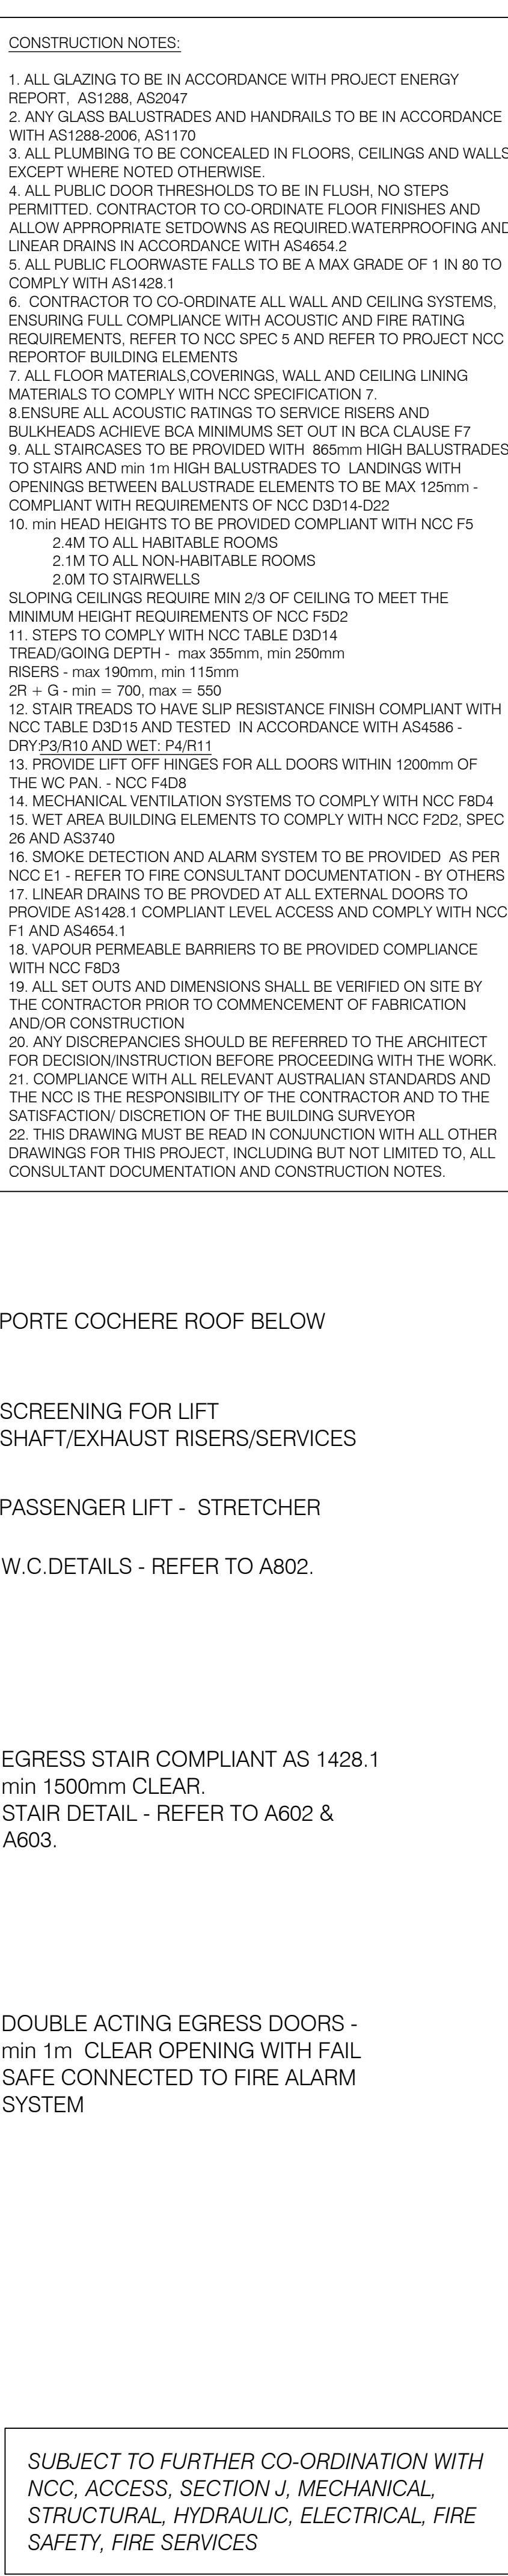 CONSTRUCTION NOTES:
1. ALL GLAZING TO BE IN ACCORDANCE WITH PROJECT ENERGY
REPORT, AS1288, AS2047
2. ANY GLASS BALUSTRADES AND HANDRAILS TO BE IN ACCORDANCE
WITH AS1288-2006, AS1170
3. ALL PLUMBING TO BE CONCEALED IN FLOORS, CEILINGS AND WALLS
EXCEPT WHERE NOTED OTHERWISE.
4. ALL PUBLIC DOOR THRESHOLDS TO BE IN FLUSH, NO STEPS
PERMITTED. CONTRACTOR TO CO-ORDINATE FLOOR FINISHES AND
ALLOW APPROPRIATE SETDOWNS AS REQUIRED.WATERPROOFING AND
LINEAR DRAINS IN ACCORDANCE WITH AS4654.2
5. ALL PUBLIC FLOORWASTE FALLS TO BE A MAX GRADE OF 1 IN 80 TO
COMPLY WITH AS1428.1
6. CONTRACTOR TO CO-ORDINATE ALL WALL AND CEILING SYSTEMS,
ENSURING FULL COMPLIANCE WITH ACOUSTIC AND FIRE RATING
REQUIREMENTS, REFER TO NCC SPEC 5 AND REFER TO PROJECT NCC
REPORTOF BUILDING ELEMENTS
7. ALL FLOOR MATERIALS,COVERINGS, WALL AND CEILING LINING
MATERIALS TO COMPLY WITH NCC SPECIFICATION 7.
8.ENSURE ALL ACOUSTIC RATINGS TO SERVICE RISERS AND
BULKHEADS ACHIEVE BCA MINIMUMS SET OUT IN BCA CLAUSE F7
9. ALL STAIRCASES TO BE PROVIDED WITH 865mm HIGH BALUSTRADES
TO STAIRS AND min 1m HIGH BALUSTRADES TO LANDINGS WITH
OPENINGS BETWEEN BALUSTRADE ELEMENTS TO BE MAX 125mm -
COMPLIANT WITH REQUIREMENTS OF NCC D3D14-D22
10. min HEAD HEIGHTS TO BE PROVIDED COMPLIANT WITH NCC F5
2.4M TO ALL HABITABLE ROOMS
2.1M TO ALL NON-HABITABLE ROOMS
2.0M TO STAIRWELLS
SLOPING CEILINGS REQUIRE MIN 2/3 OF CEILING TO MEET THE
MINIMUM HEIGHT REQUIREMENTS OF NCC F5D2
11. STEPS TO COMPLY WITH NCC TABLE D3D14
TREAD/GOING DEPTH - max 355mm, min 250mm
RISERS - max 190mm, min 115mm
2R + G - min = 700, max = 550
12. STAIR TREADS TO HAVE SLIP RESISTANCE FINISH COMPLIANT WITH
NCC TABLE D3D15 AND TESTED IN ACCORDANCE WITH AS4586 -
DRY:P3/R10 AND WET: P4/R11
13. PROVIDE LIFT OFF HINGES FOR ALL DOORS WITHIN 1200mm OF
THE WC PAN. - NCC F4D8
14. MECHANICAL VENTILATION SYSTEMS TO COMPLY WITH NCC F8D4
15. WET AREA BUILDING ELEMENTS TO COMPLY WITH NCC F2D2, SPEC
26 AND AS3740
16. SMOKE DETECTION AND ALARM SYSTEM TO BE PROVIDED AS PER
NCC E1 - REFER TO FIRE CONSULTANT DOCUMENTATION - BY OTHERS
17. LINEAR DRAINS TO BE PROVDED AT ALL EXTERNAL DOORS TO
PROVIDE AS1428.1 COMPLIANT LEVEL ACCESS AND COMPLY WITH NCC
F1 AND AS4654.1
18. VAPOUR PERMEABLE BARRIERS TO BE PROVIDED COMPLIANCE
WITH NCC F8D3
19. ALL SET OUTS AND DIMENSIONS SHALL BE VERIFIED ON SITE BY
THE CONTRACTOR PRIOR TO COMMENCEMENT OF FABRICATION
AND/OR CONSTRUCTION
20. ANY DISCREPANCIES SHOULD BE REFERRED TO THE ARCHITECT
FOR DECISION/INSTRUCTION BEFORE PROCEEDING WITH THE WORK.
21. COMPLIANCE WITH ALL RELEVANT AUSTRALIAN STANDARDS AND
THE NCC IS THE RESPONSIBILITY OF THE CONTRACTOR AND TO THE
SATISFACTION/ DISCRETION OF THE BUILDING SURVEYOR
22. THIS DRAWING MUST BE READ IN CONJUNCTION WITH ALL OTHER
DRAWINGS FOR THIS PROJECT, INCLUDING BUT NOT LIMITED TO, ALL
CONSULTANT DOCUMENTATION AND CONSTRUCTION NOTES.
PORTE COCHERE ROOF BELOW
SCREENING FOR LIFT
SHAFT/EXHAUST RISERS/SERVICES
PASSENGER LIFT - STRETCHER
W.C.DETAILS - REFER TO A802.
EGRESS STAIR COMPLIANT AS 1428.1
min 1500mm CLEAR.
STAIR DETAIL - REFER TO A602 &
A603.
DOUBLE ACTING EGRESS DOORS -
min 1m CLEAR OPENING WITH FAIL
SAFE CONNECTED TO FIRE ALARM
SYSTEM
SUBJECT TO FURTHER CO-ORDINATION WITH
NCC, ACCESS, SECTION J, MECHANICAL,
STRUCTURAL, HYDRAULIC, ELECTRICAL, FIRE
SAFETY, FIRE SERVICES